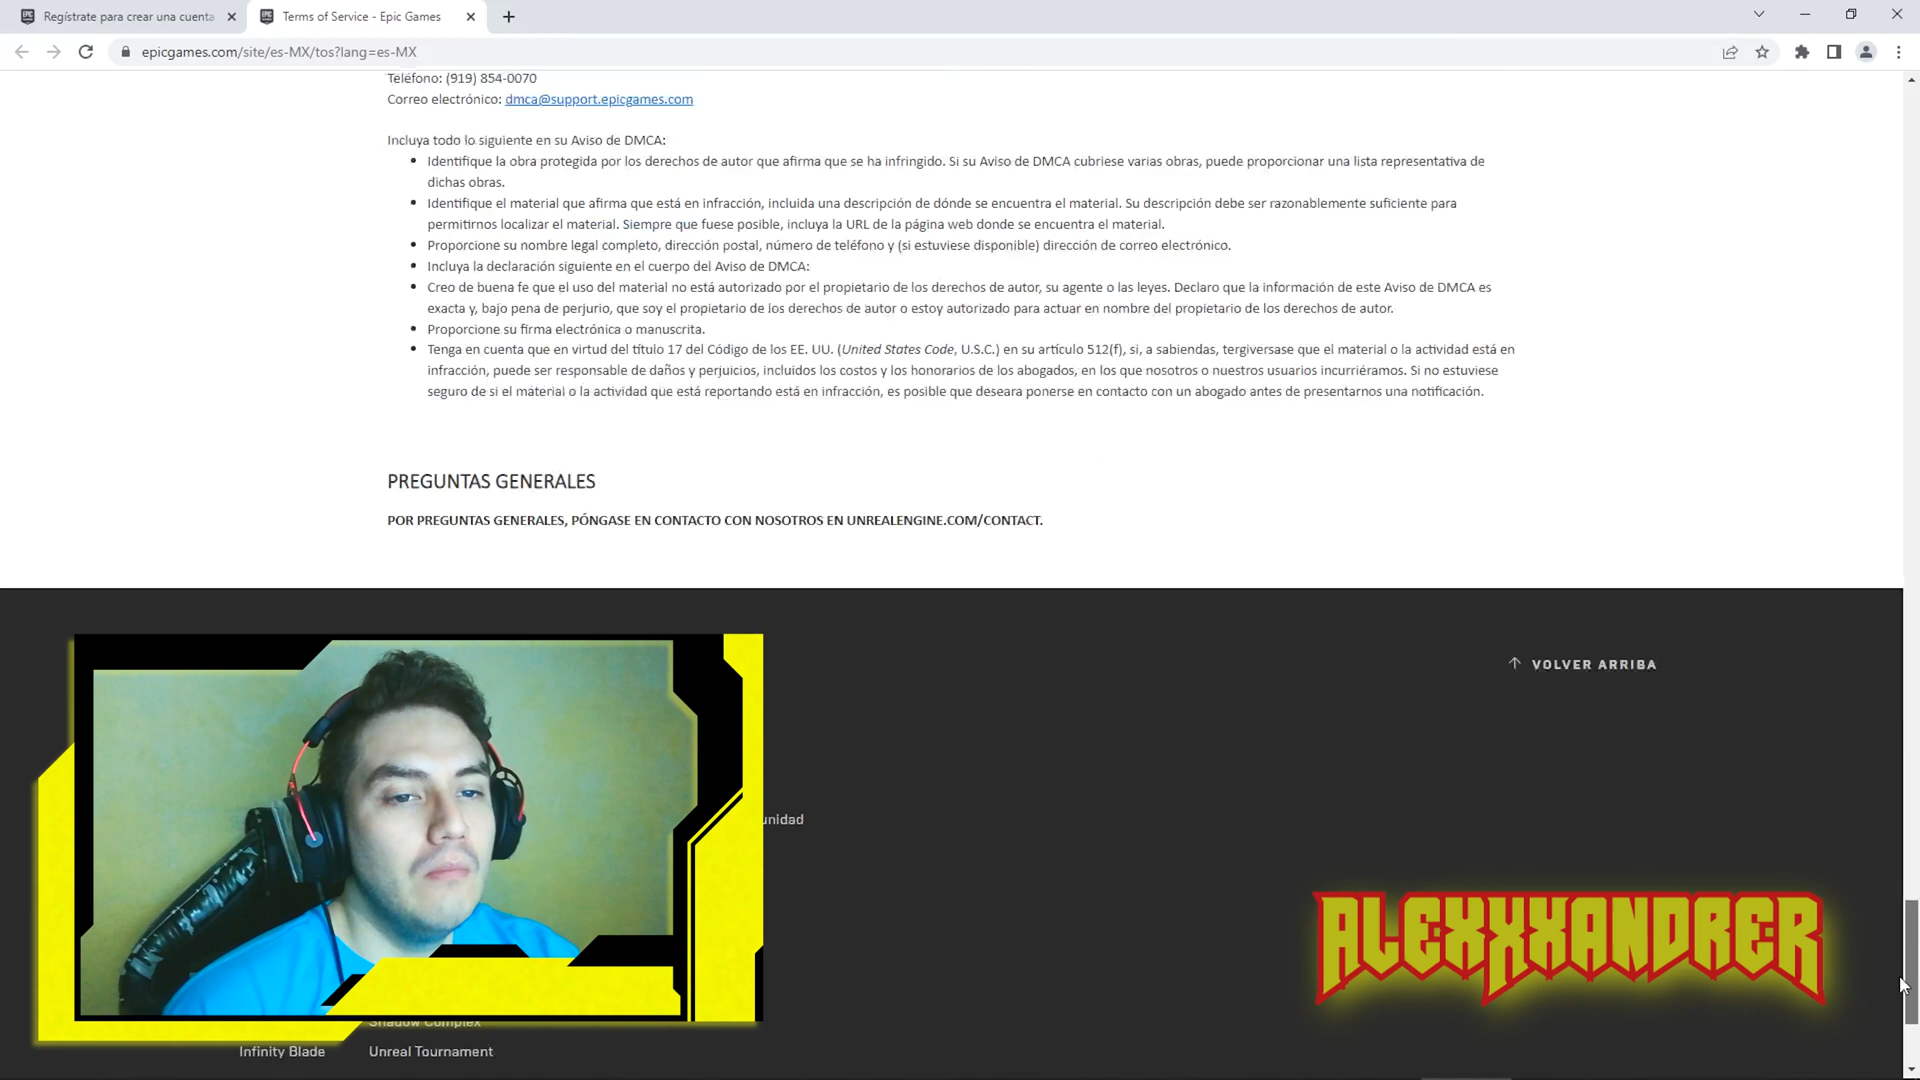 Regístrate para crear una cuenta
Terms of Service - Epic Games
epicgames.com/site/es-MX/tos?lang=es-MX
Teléfono: (919) 854-0070
Correo electrónico: dmca@support.epicgames.com
Incluya todo lo siguiente en su Aviso de DMCA:
Identifique la obra protegida por los derechos de autor que afirma que se ha infringido. Si su Aviso de DMCA cubriese varias obras, puede proporcionar una lista representativa de
dichas obras.
Identifique el material que afirma que está en infracción, incluida una descripción de dónde se encuentra el material. Su descripción debe ser razonablemente suficiente para
permitirnos localizar el material. Siempre que fuese posible, incluya la URL de la página web donde se encuentra el material.
Proporcione su nombre legal completo, dirección postal, número de teléfono y (si estuviese disponible) dirección de correo electrónico.
Incluya la declaración siguiente en el cuerpo del Aviso de DMCA:
Creo de buena fe que el uso del material no está autorizado por el propietario de los derechos de autor, su agente o las leyes. Declaro que la información de este Aviso de DMCA es
exacta y, bajo pena de perjurio, que soy el propietario de los derechos de autor o estoy autorizado para actuar en nombre del propietario de los derechos de autor.
Proporcione su firma electrónica o manuscrita.
Tenga en cuenta que en virtud del título 17 del Código de los EE. UU. (United States Code, U.S.C.) en su artículo 512(f), si, a sabiendas, tergiversase que el material o la actividad está en
infracción, puede ser responsable de daños y perjuicios, incluidos los costos y los honorarios de los abogados, en los que nosotros o nuestros usuarios incurriéramos. Si no estuviese
seguro de si el material o la actividad que está reportando está en infracción, es posible que deseara ponerse en contacto con un abogado antes de presentarnos una notificación.
PREGUNTAS GENERALES
POR PREGUNTAS GENERALES, PÓNGASE EN CONTACTO CON NOSOTROS EN UNREALENGINE.COM/CONTACT.
VOLVER ARRIBA
unidad
ALEXXXANDRER
Shadow Complex
Infinity Blade
Unreal Tournament